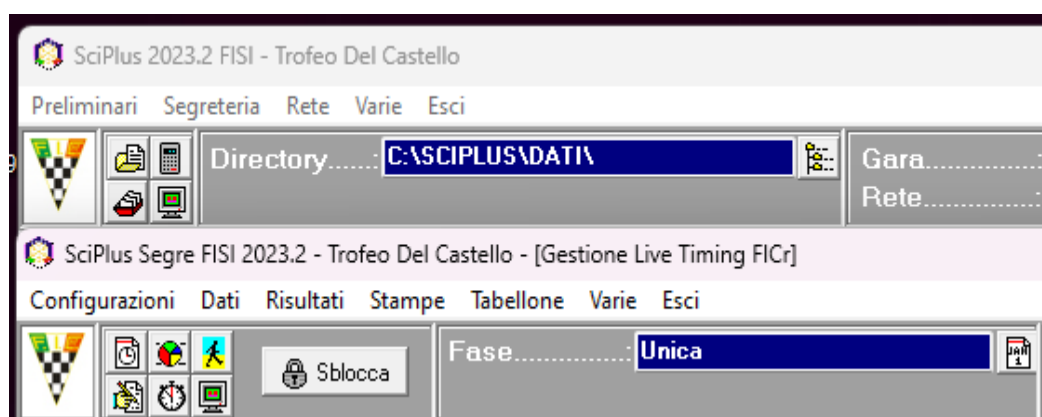 SciPlus 2023.2 FISI - Trofeo Del Castello
Preliminari Segreteria Rete Varie Esci
Directory......: C:\SCIPLUS\DATI\ Gara...............:
Rete...............:
SciPlus Segre FISI 2023.2 - Trofeo Del Castello - [Gestione Live Timing FICr]
Configurazioni Dati Risultati Stampe Tabellone Varie Esci
Sblocca Fase...............: Unica JAN 1